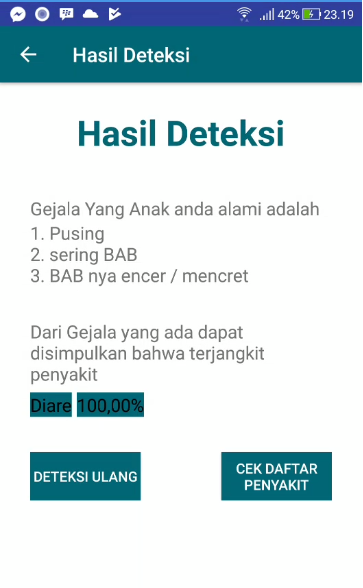 42% 23.19
Hasil Deteksi
Hasil Deteksi
Gejala Yang Anak anda alami adalah
1. Pusing
2. sering BAB
3. BAB nya encer / mencret
Dari Gejala yang ada dapat
disimpulkan bahwa terjangkit
penyakit
Diare 100,00%
DETEKSI ULANG
CEK DAFTAR
PENYAKIT